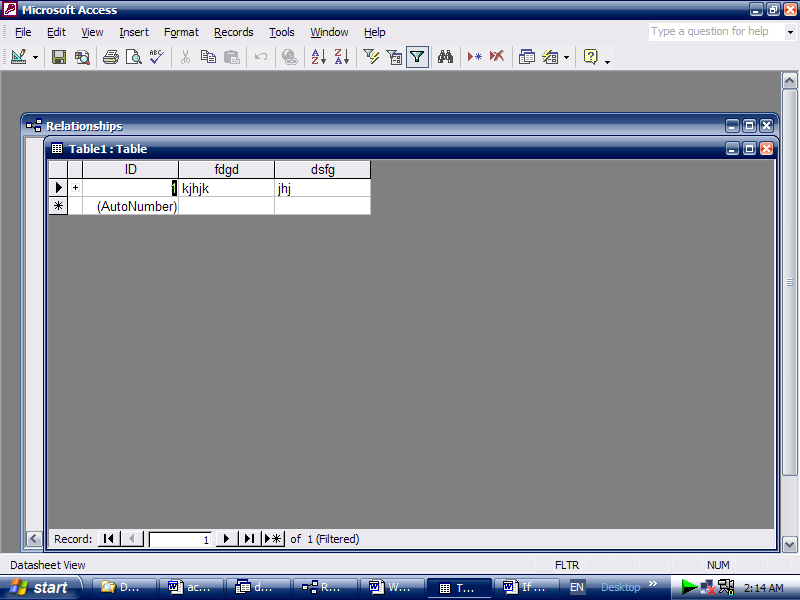 Microsoft Access
File Edit View Insert Format Records Tools Window Help
Type a question for help
Relationships
Table1 : Table
ID fdgd dsfg
1 kjhjk jhj
(AutoNumber)
Record: 1 of 1 (Filtered)
Datasheet View FLTR NUM
start D... ac... d... R... W... T... If ... EN Desktop » 2:14 AM